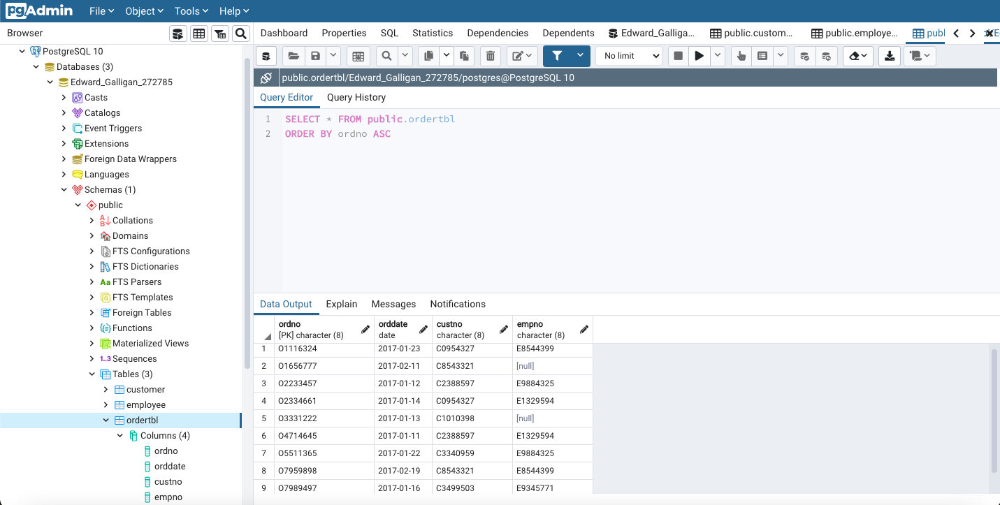 pgAdmin File Object Tools Help
Browser
Dashboard Properties SQL Statistics Dependencies Dependents Edward_Galliga... public.custom... public.employe... publ
No limit
public.ordertbl/Edward_Galligan_272785/postgres@PostgreSQL 10
Query Editor Query History
1 SELECT * FROM public.ordertbl
2 ORDER BY ordno ASC
PostgreSQL 10
Databases (3)
Edward_Galligan_272785
Casts
Catalogs
Event Triggers
Extensions
Foreign Data Wrappers
Languages
Schemas (1)
public
Collations
Domains
FTS Configurations
FTS Dictionaries
Aa FTS Parsers
FTS Templates
Foreign Tables
Functions
Materialized Views
1..3 Sequences
Tables (3)
customer
employee
ordertbl
Columns (4)
ordno
orddate
custno
empno
Data Output Explain Messages Notifications
ordno orddate custno empno
[PK] character (8) date character (8) character (8)
1 O1116324 2017-01-23 C0954327 E8544399
2 O1656777 2017-02-11 C8543321 [null]
3 O2233457 2017-01-12 C2388597 E9884325
4 O2334661 2017-01-14 C0954327 E1329594
5 O3331222 2017-01-13 C1010398 [null]
6 O4714645 2017-01-11 C2388597 E1329594
7 O5511365 2017-01-22 C3340959 E9884325
8 O7959898 2017-02-19 C8543321 E8544399
9 O7989497 2017-01-16 C3499503 E9345771